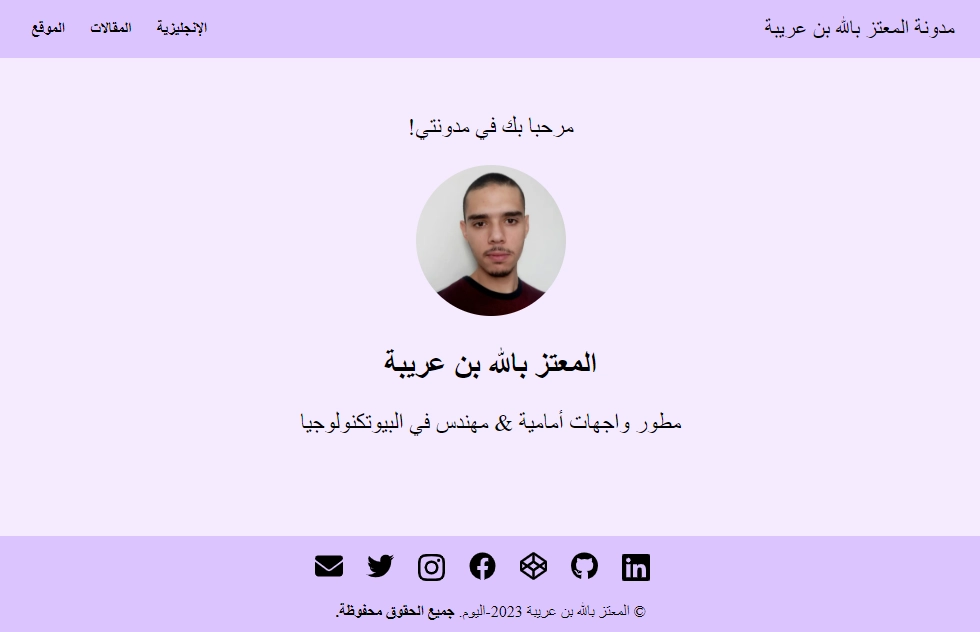 مدونة المعتز بالله بن عريبة
الإنجليزية
المقالات
الموقع
مرحبا بك في مدونتي!
المعتز بالله بن عريبة
مطور واجهات أمامية & مهندس في البيوتكنولوجيا
in
© المعتز بالله بن عريبة 2023-اليوم. جميع الحقوق محفوظة.